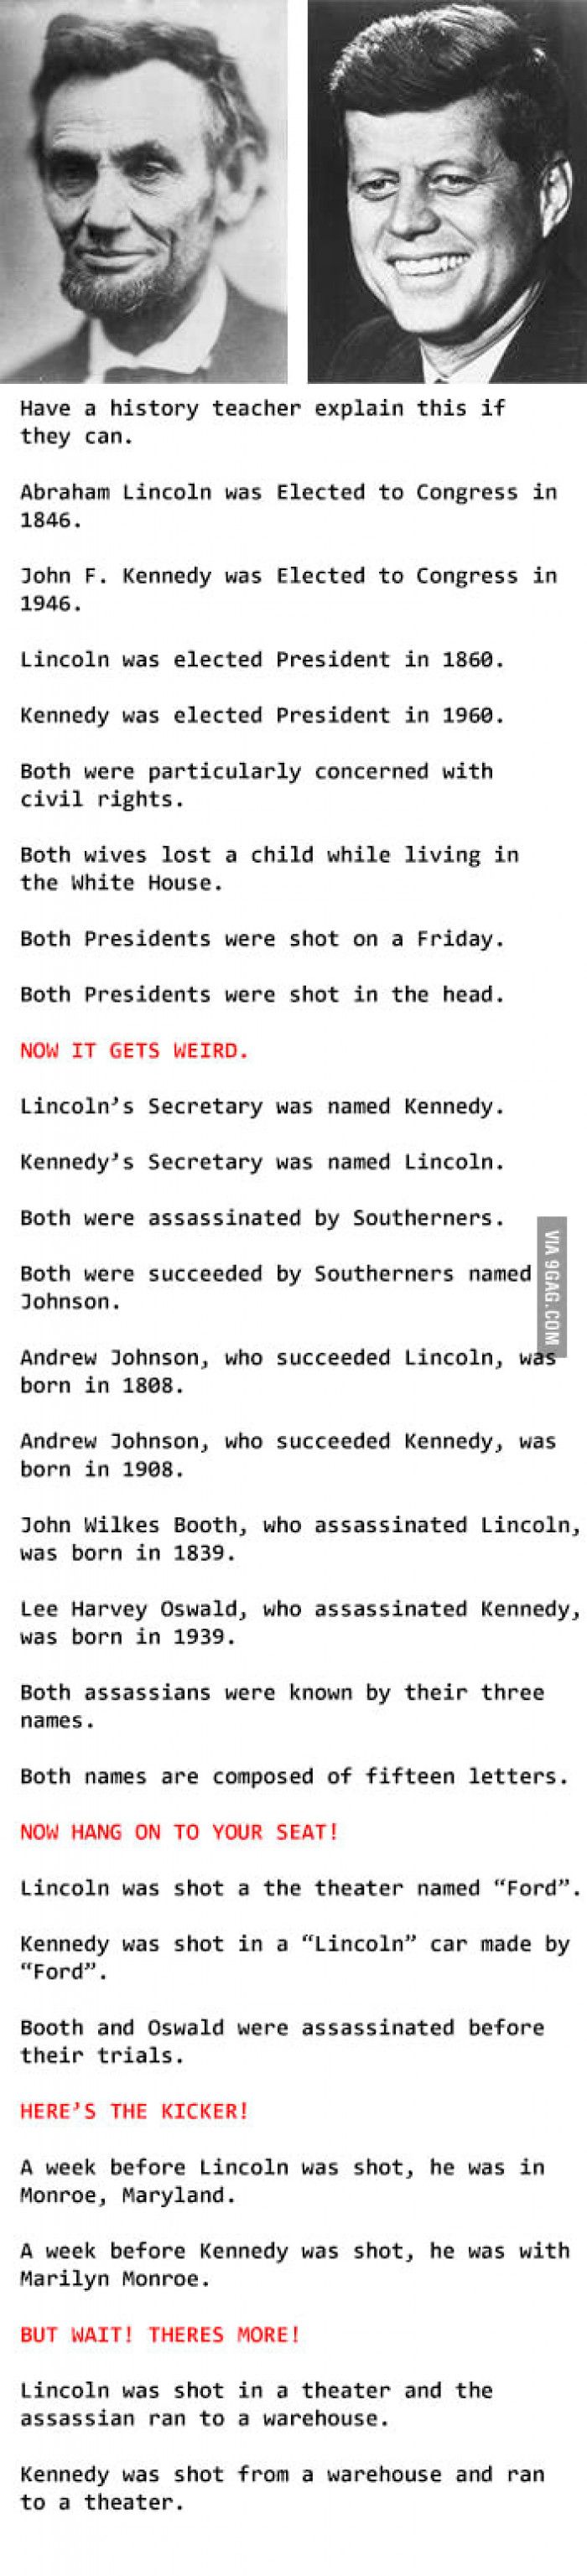 Have a history teacher explain this if
they can.
Abraham Lincoln was Elected to Congress in
1846.
John F. Kennedy was Elected to Congress in
1946.
Lincoln was elected President in 1860.
Kennedy was elected President in 1960.
Both were particularly concerned with
civil rights.
Both wives lost a child while living in
the White House.
Both Presidents were shot on a Friday.
Both Presidents were shot in the head.
NOW IT GETS WEIRD.
Lincoln’s Secretary was named Kennedy.
Kennedy’s Secretary was named Lincoln.
Both were assassinated by Southerners.
Both were succeeded by Southerners named
Johnson.
VIA 9GAG.COM
Andrew Johnson, who succeeded Lincoln, was
born in 1808.
Andrew Johnson, who succeeded Kennedy, was
born in 1908.
John Wilkes Booth, who assassinated Lincoln,
was born in 1839.
Lee Harvey Oswald, who assassinated Kennedy,
was born in 1939.
Both assassians were known by their three
names.
Both names are composed of fifteen letters.
NOW HANG ON TO YOUR SEAT!
Lincoln was shot a the theater named “Ford”.
Kennedy was shot in a “Lincoln” car made by
“Ford”.
Booth and Oswald were assassinated before
their trials.
HERE’S THE KICKER!
A week before Lincoln was shot, he was in
Monroe, Maryland.
A week before Kennedy was shot, he was with
Marilyn Monroe.
BUT WAIT! THERES MORE!
Lincoln was shot in a theater and the
assassian ran to a warehouse.
Kennedy was shot from a warehouse and ran
to a theater.